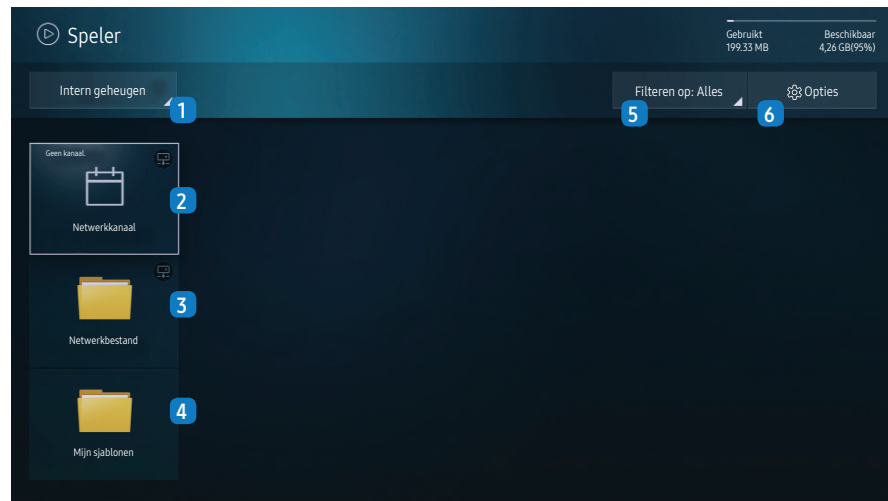 Speler
Gebruikt Beschikbaar
199.33 MB 4,26 GB(95%)
Intern geheugen
1
Filteren op: Alles
5
Opties
6
Geen kanaal.
2
Netwerkkanaal
3
Netwerkbestand
4
Mijn sjablonen